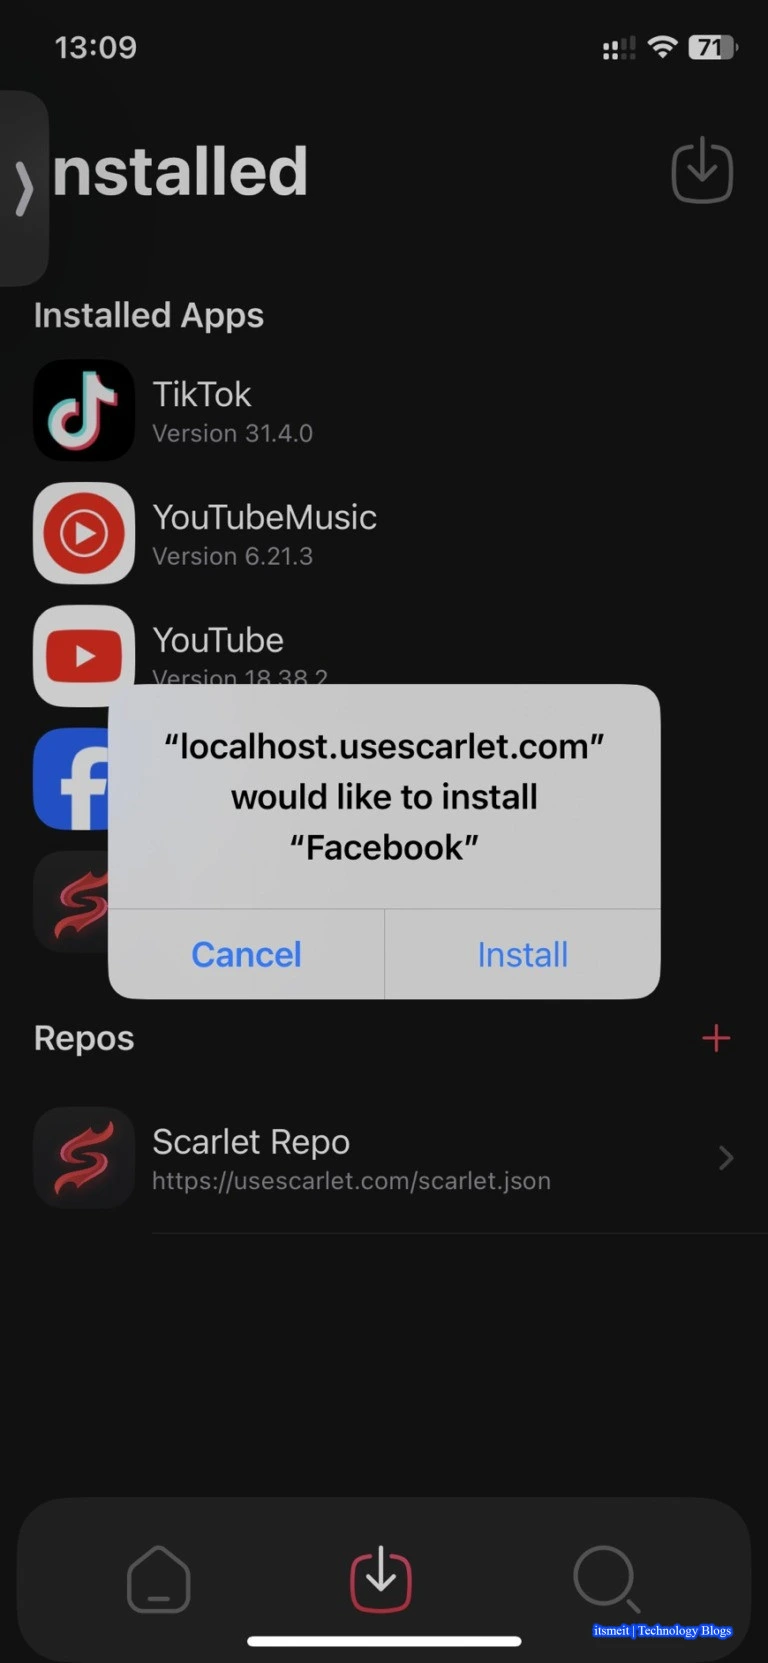 13:09
71
nstalled
Installed Apps
TikTok
Version 31.4.0
YouTubeMusic
Version 6.21.3
YouTube
Version 18.38.2
“localhost.usescarlet.com”
would like to install
“Facebook”
Cancel
Install
Repos
Scarlet Repo
https://usescarlet.com/scarlet.json
itsmeit | Technology Blogs